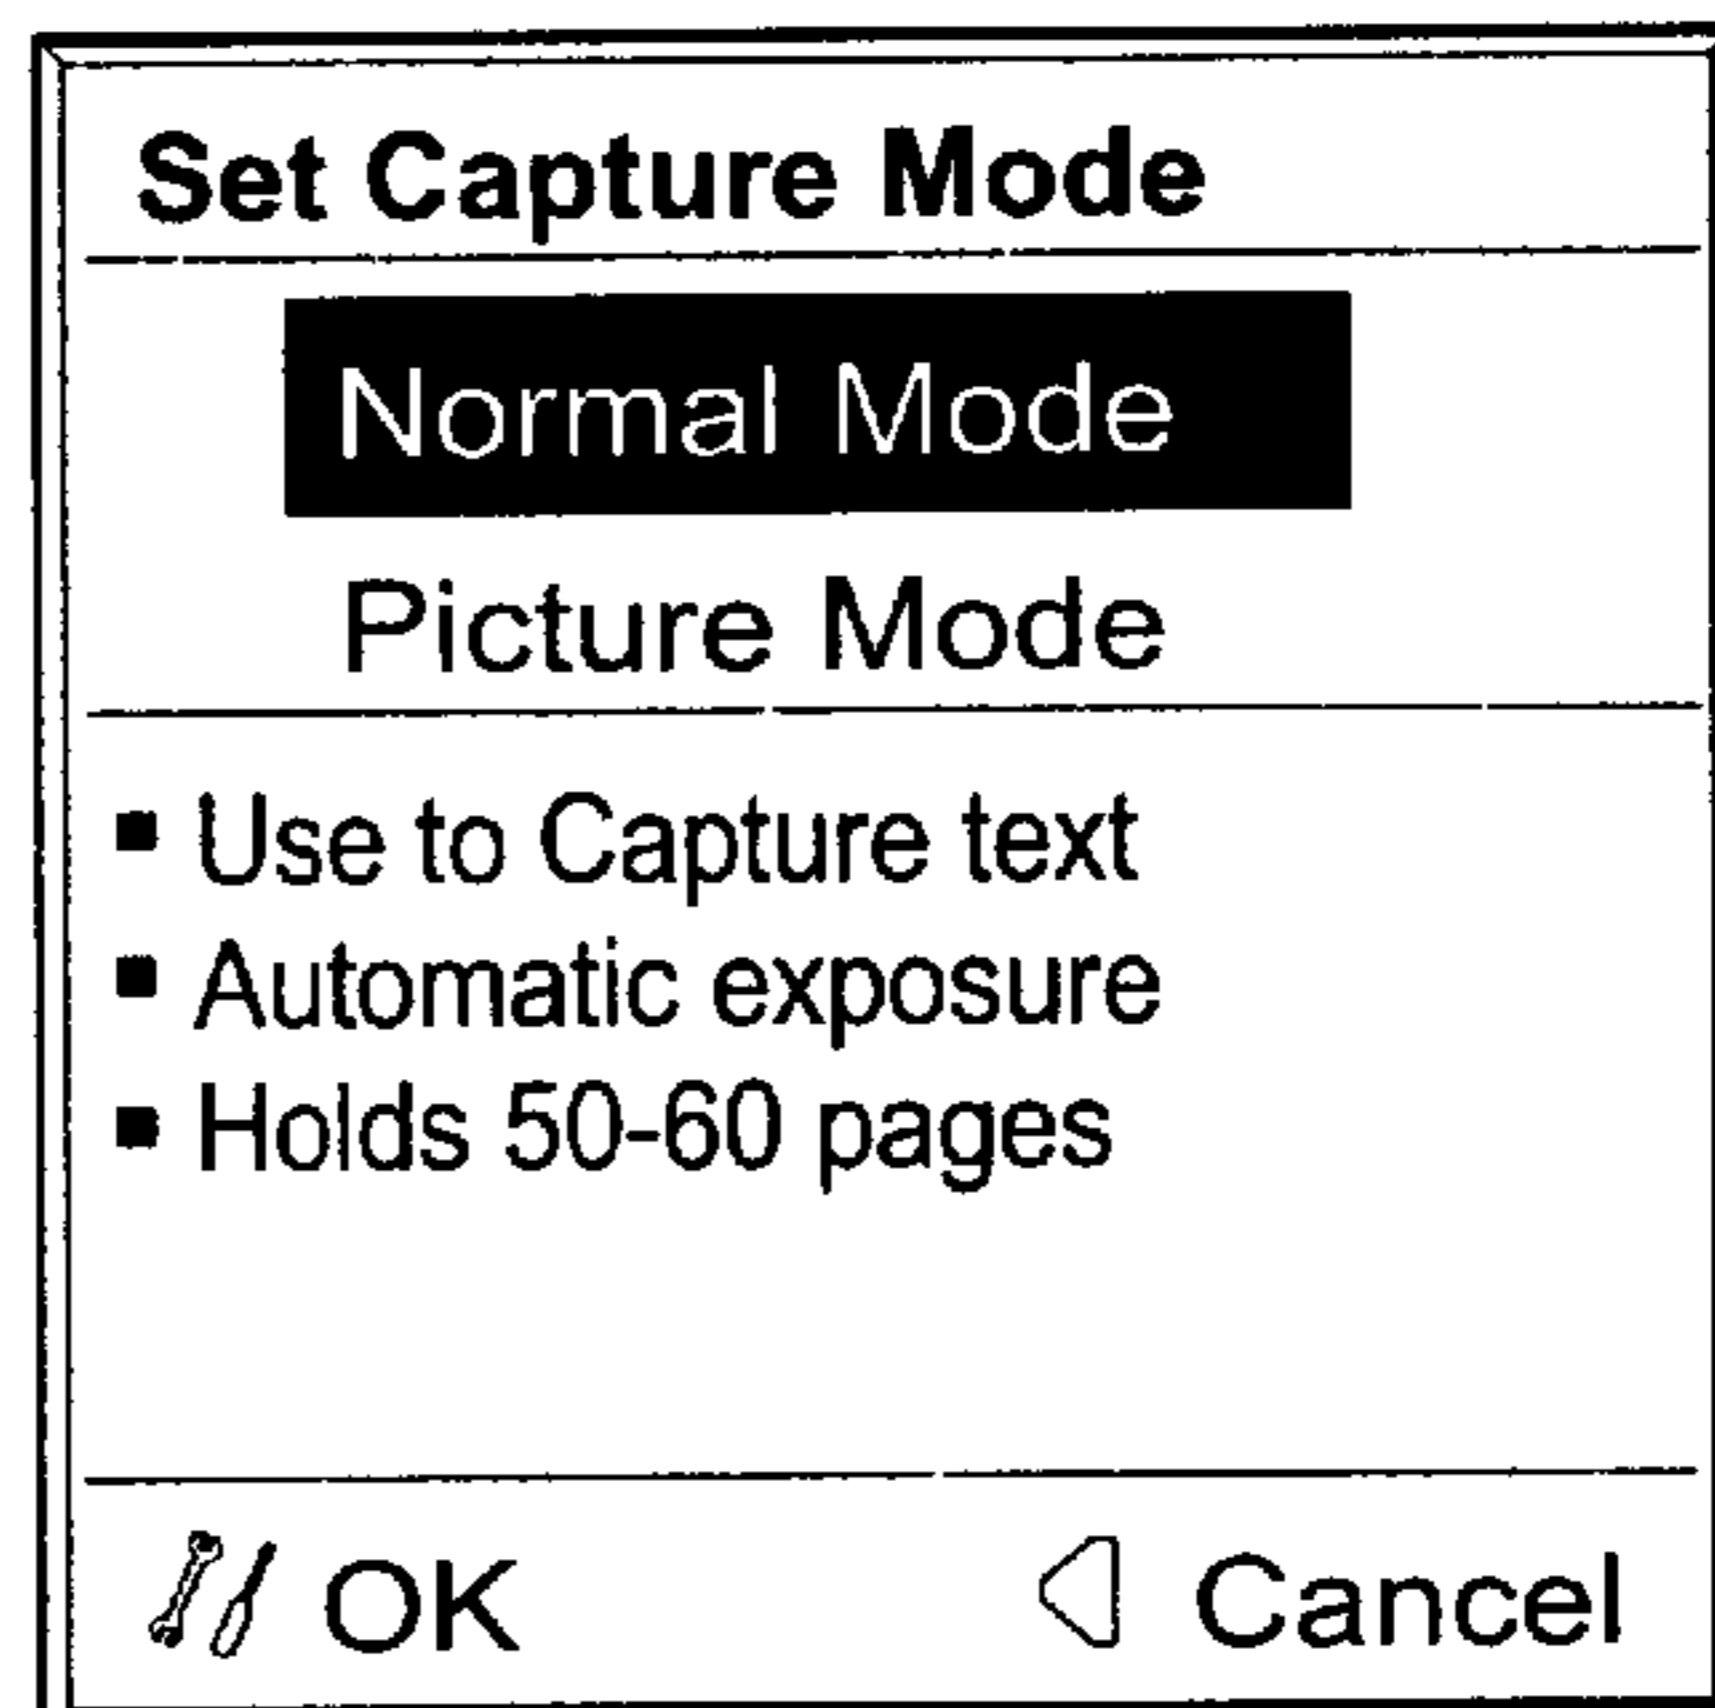 Set Capture Mode
Normal Mode
Picture Mode
▪ Use to Capture text
▪ Automatic exposure
▪ Holds 50-60 pages
OK Cancel